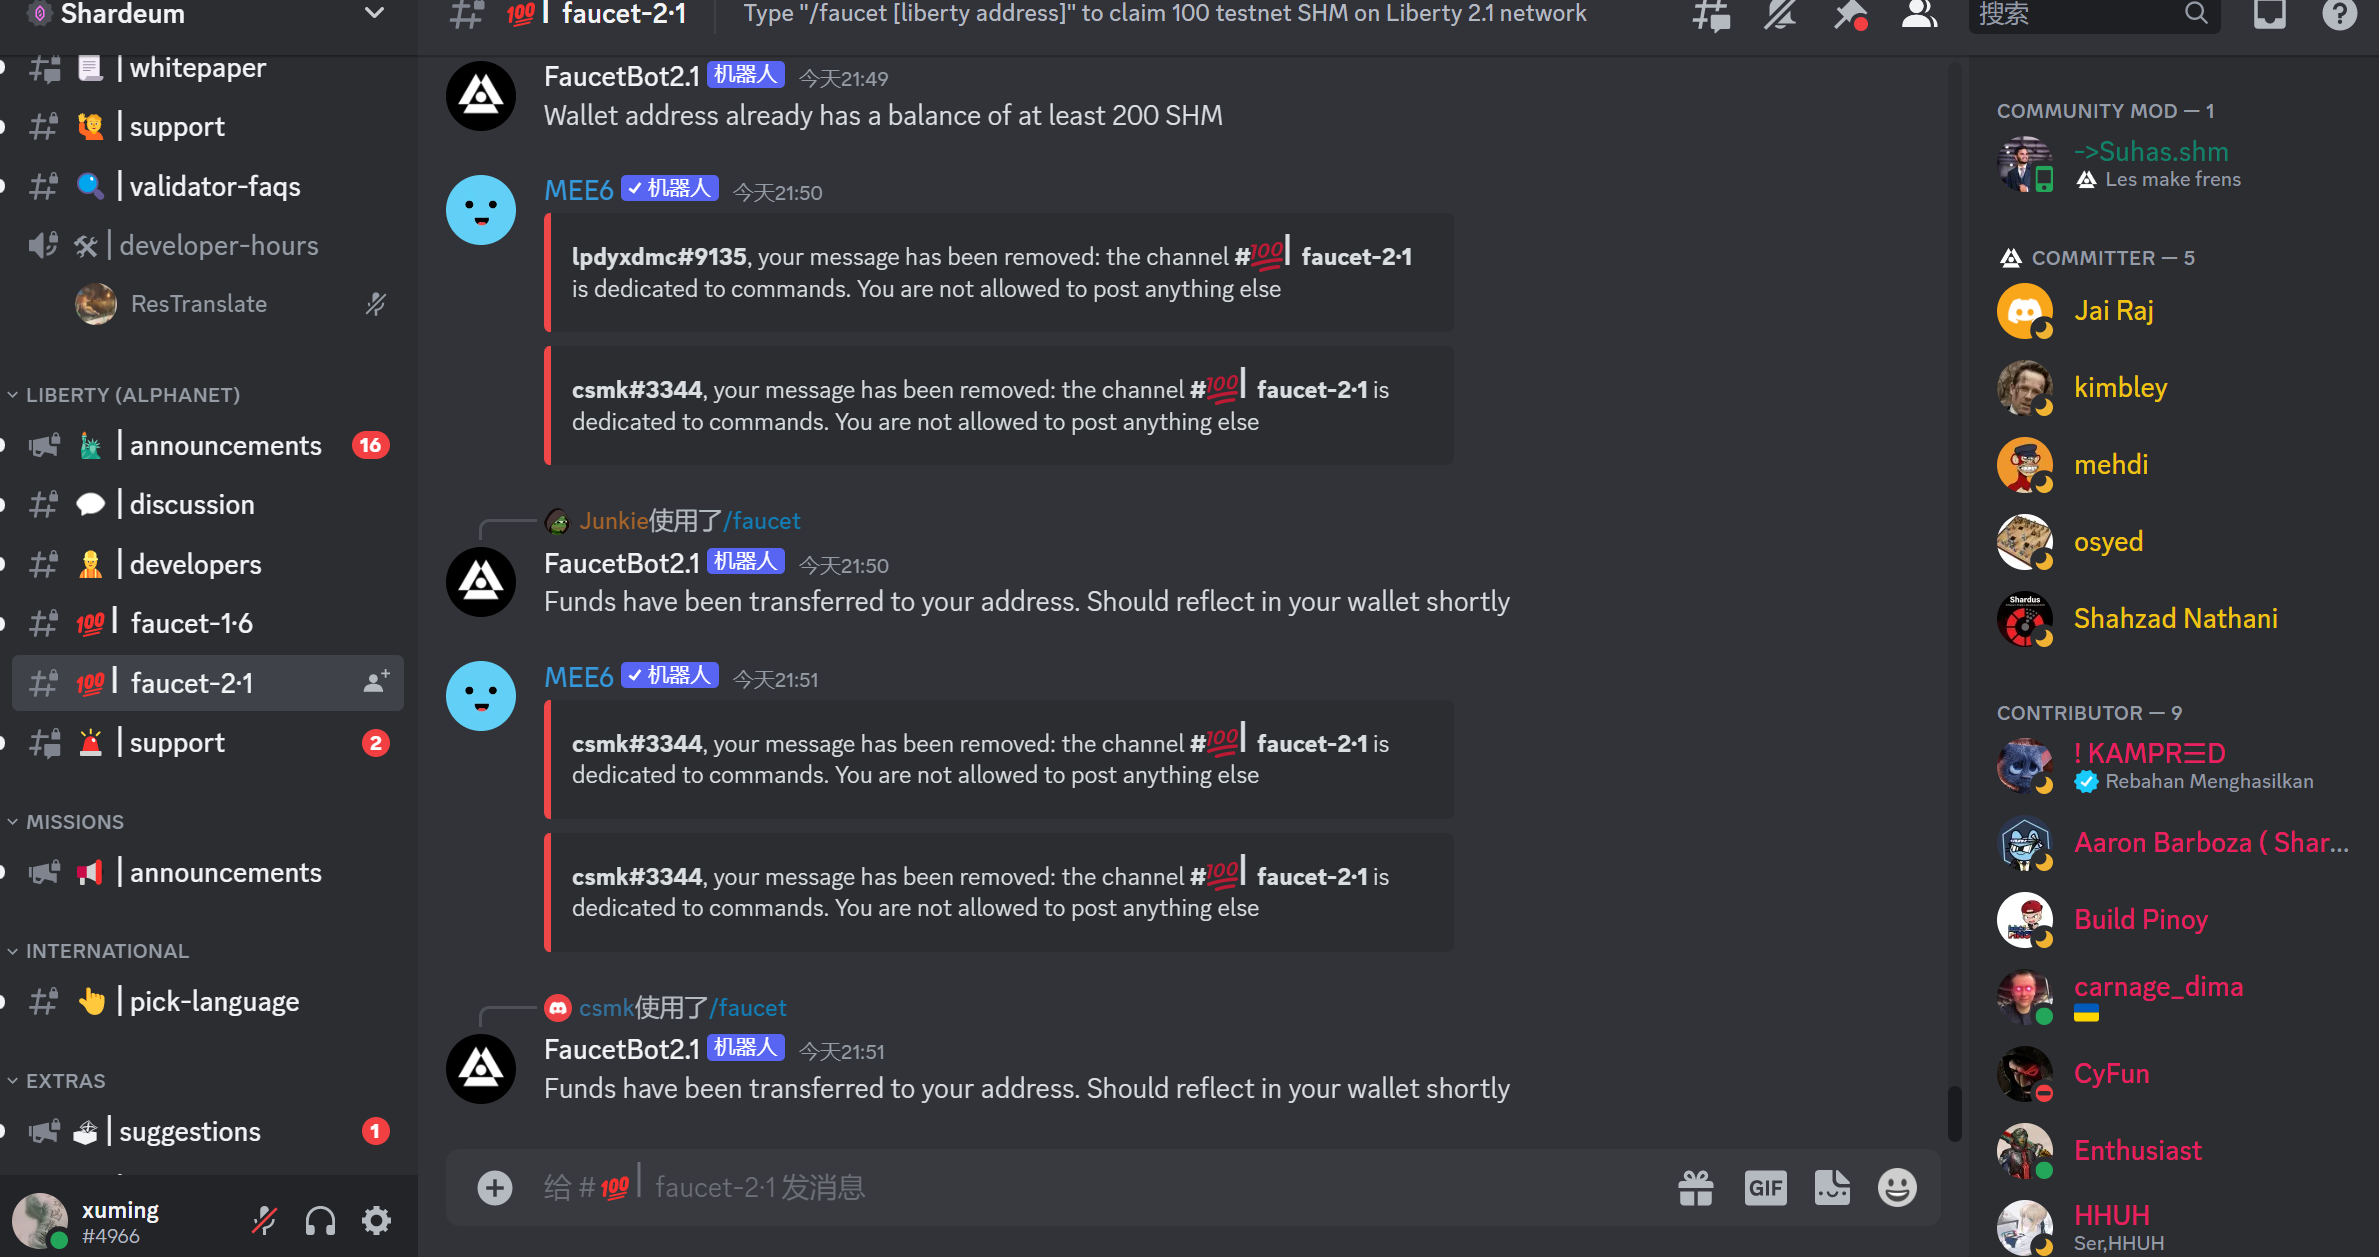 Shardeum
whitepaper
support
validator-faqs
developer-hours
ResTranslate
LIBERTY (ALPHANET)
announcements 16
discussion
developers
faucet-1·6
faucet-2·1
support 2
MISSIONS
announcements
INTERNATIONAL
pick-language
EXTRAS
suggestions 1
xuming
#4966
💯| faucet-2·1 Type "/faucet [liberty address]" to claim 100 testnet SHM on Liberty 2.1 network
搜索
FaucetBot2.1 机器人 今天21:49
Wallet address already has a balance of at least 200 SHM
MEE6 ✓机器人 今天21:50
lpdyxdmc#9135, your message has been removed: the channel #💯| faucet-2·1
is dedicated to commands. You are not allowed to post anything else
csmk#3344, your message has been removed: the channel #💯| faucet-2·1 is
dedicated to commands. You are not allowed to post anything else
Junkie使用了/faucet
FaucetBot2.1 机器人 今天21:50
Funds have been transferred to your address. Should reflect in your wallet shortly
MEE6 ✓机器人 今天21:51
csmk#3344, your message has been removed: the channel #💯| faucet-2·1 is
dedicated to commands. You are not allowed to post anything else
csmk#3344, your message has been removed: the channel #💯| faucet-2·1 is
dedicated to commands. You are not allowed to post anything else
csmk使用了/faucet
FaucetBot2.1 机器人 今天21:51
Funds have been transferred to your address. Should reflect in your wallet shortly
给 #💯| faucet-2·1 发消息
GIF
COMMUNITY MOD — 1
->Suhas.shm
Les make frens
COMMITTER — 5
Jai Raj
kimbley
mehdi
osyed
Shardus
Shahzad Nathani
CONTRIBUTOR — 9
! KAMPR☰D
Rebahan Menghasilkan
Aaron Barboza ( Shar...
Build Pinoy
carnage_dima
CyFun
Enthusiast
HHUH
Ser,HHUH